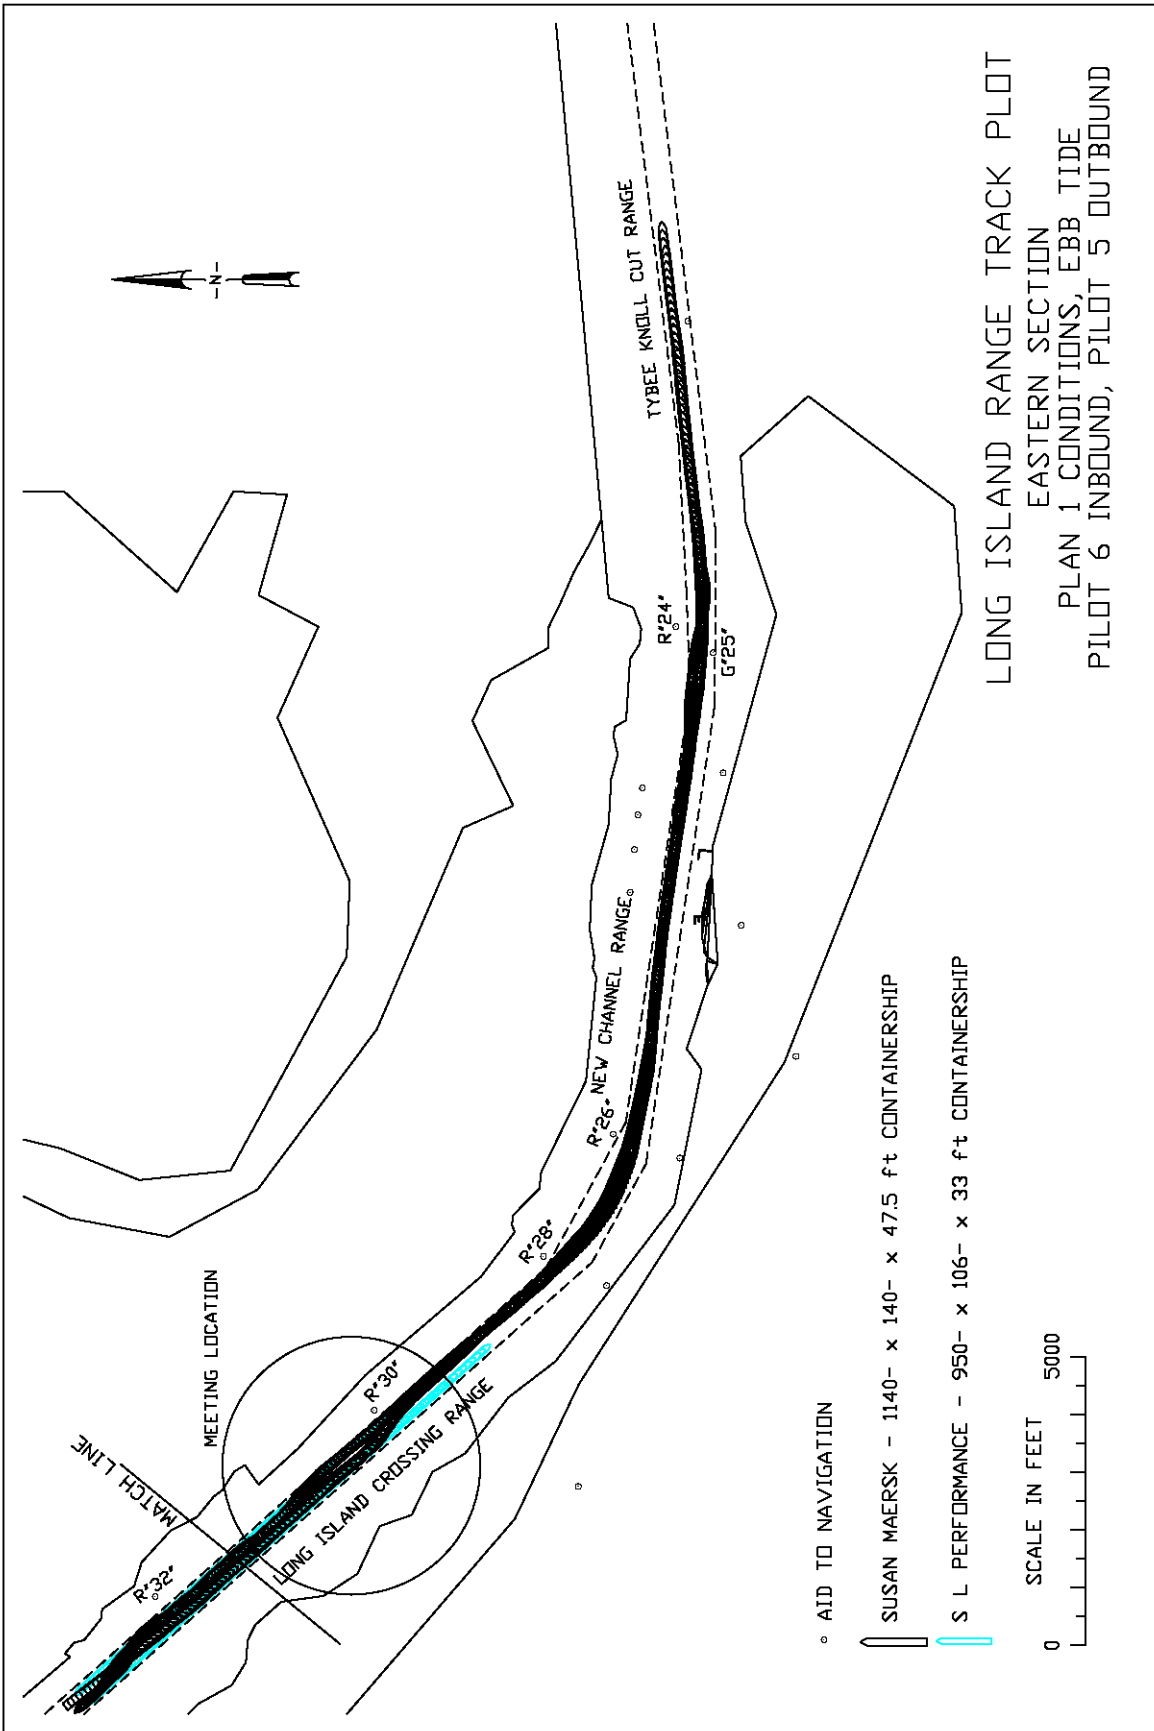 LONG ISLAND RANGE TRACK PLOT
EASTERN SECTION
PLAN 1 CONDITIONS, EBB TIDE
PILOT 6 INBOUND, PILOT 5 OUTBOUND
-N-
MATCH LINE
MEETING LOCATION
R"32"
R"30"
R"28"
R"26"
R"24"
G"25"
LONG ISLAND CROSSING RANGE
NEW CHANNEL RANGE
TYBEE KNOLL CUT RANGE
AID TO NAVIGATION
SUSAN MAERSK - 1140- x 140- x 47.5 ft CONTAINERSHIP
S L PERFORMANCE - 950- x 106- x 33 ft CONTAINERSHIP
SCALE IN FEET
0 5000